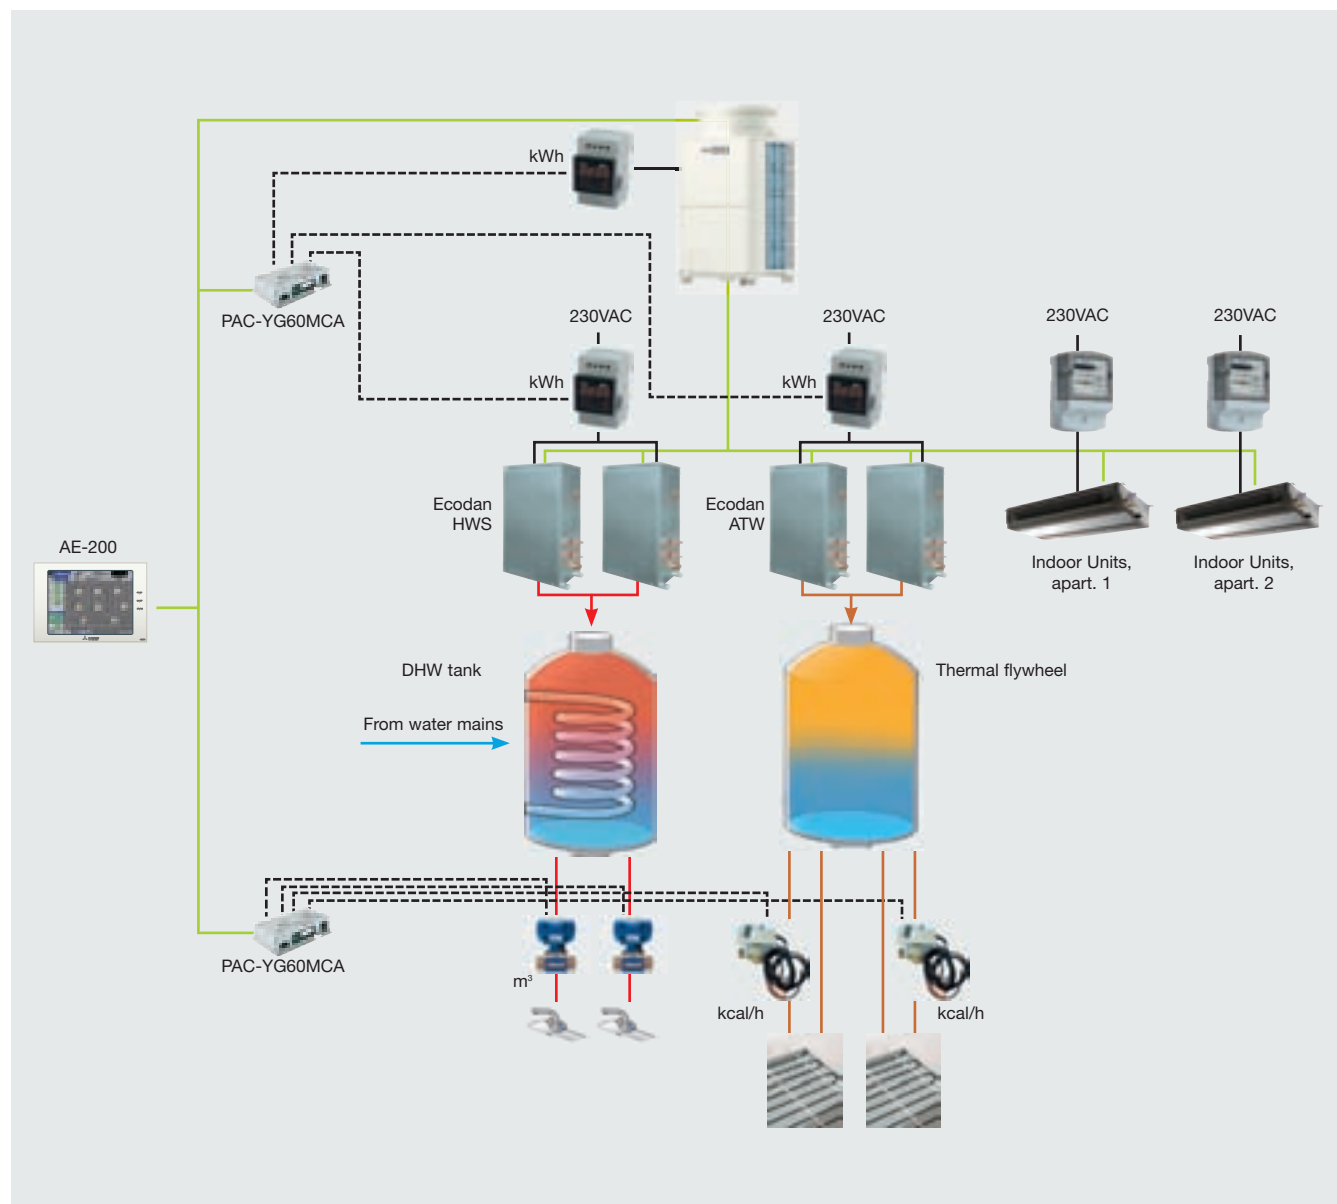 kWh
PAC-YG60MCA
230VAC
230VAC
230VAC
230VAC
kWh
kWh
Ecodan
HWS
Ecodan
ATW
AE-200
Indoor Units,
apart. 1
Indoor Units,
apart. 2
DHW tank
Thermal flywheel
From water mains
PAC-YG60MCA
m³
kcal/h
kcal/h